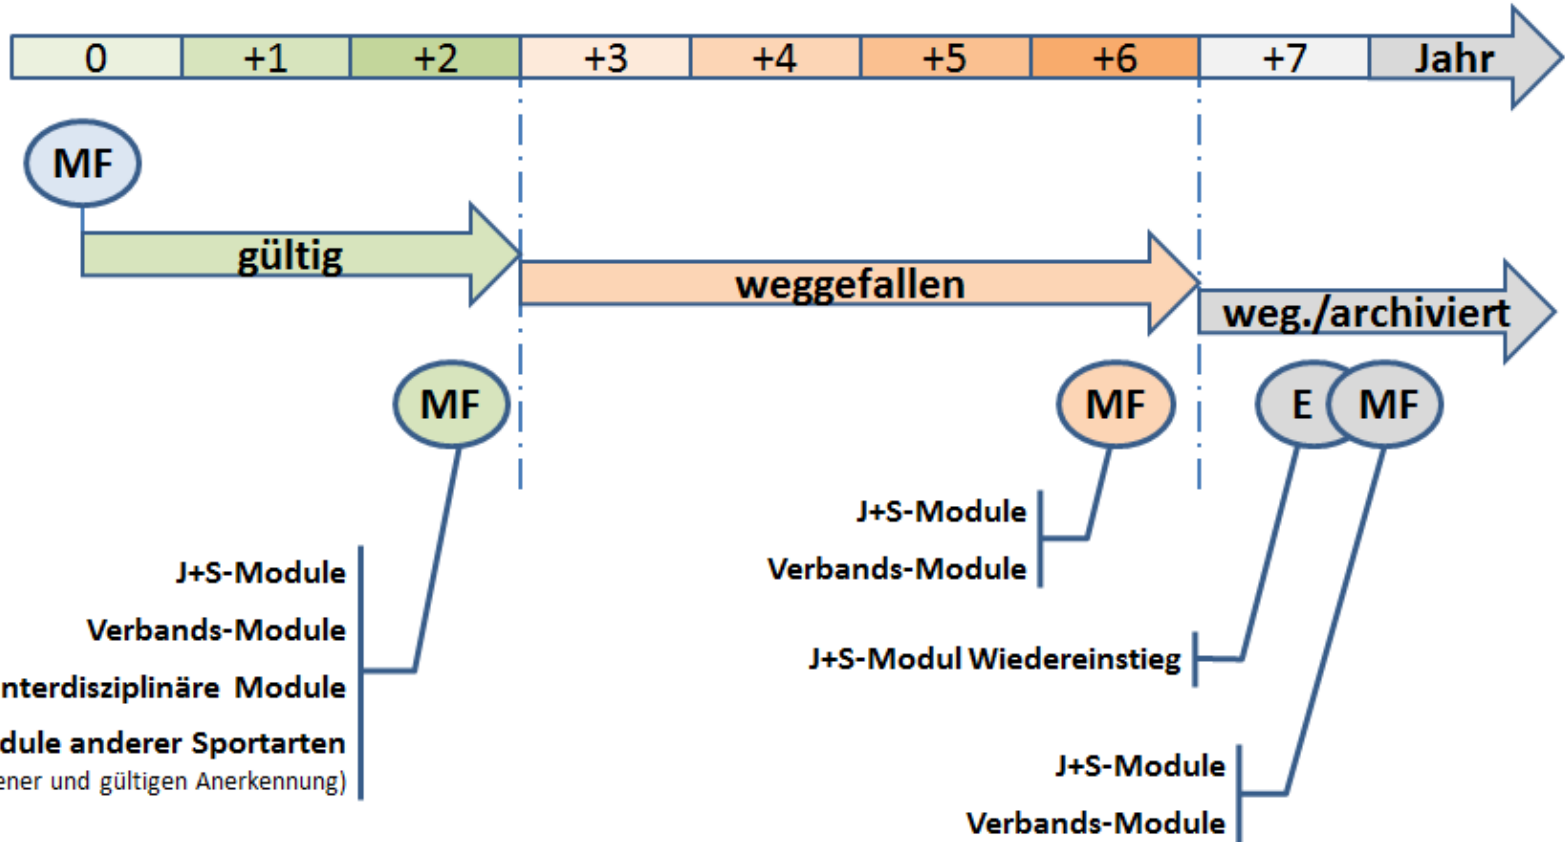 0 +1 +2 +3 +4 +5 +6 +7 Jahr
MF
gültig
weggefallen
weg./archiviert
MF
MF
E MF
J+S-Module
Verbands-Module
J+S-Module
Verbands-Module
nterdisziplinäre Module
dule anderer Sportarten
ener und gültigen Anerkennung)
J+S-Modul Wiedereinstieg
J+S-Module
Verbands-Module